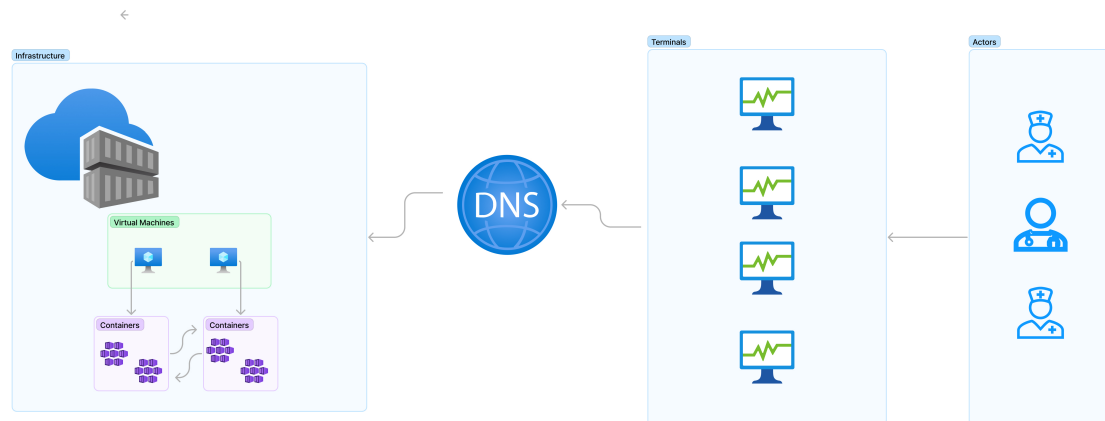 Infrastructure
Terminals
Actors
DNS
Virtual Machines
Containers
Containers